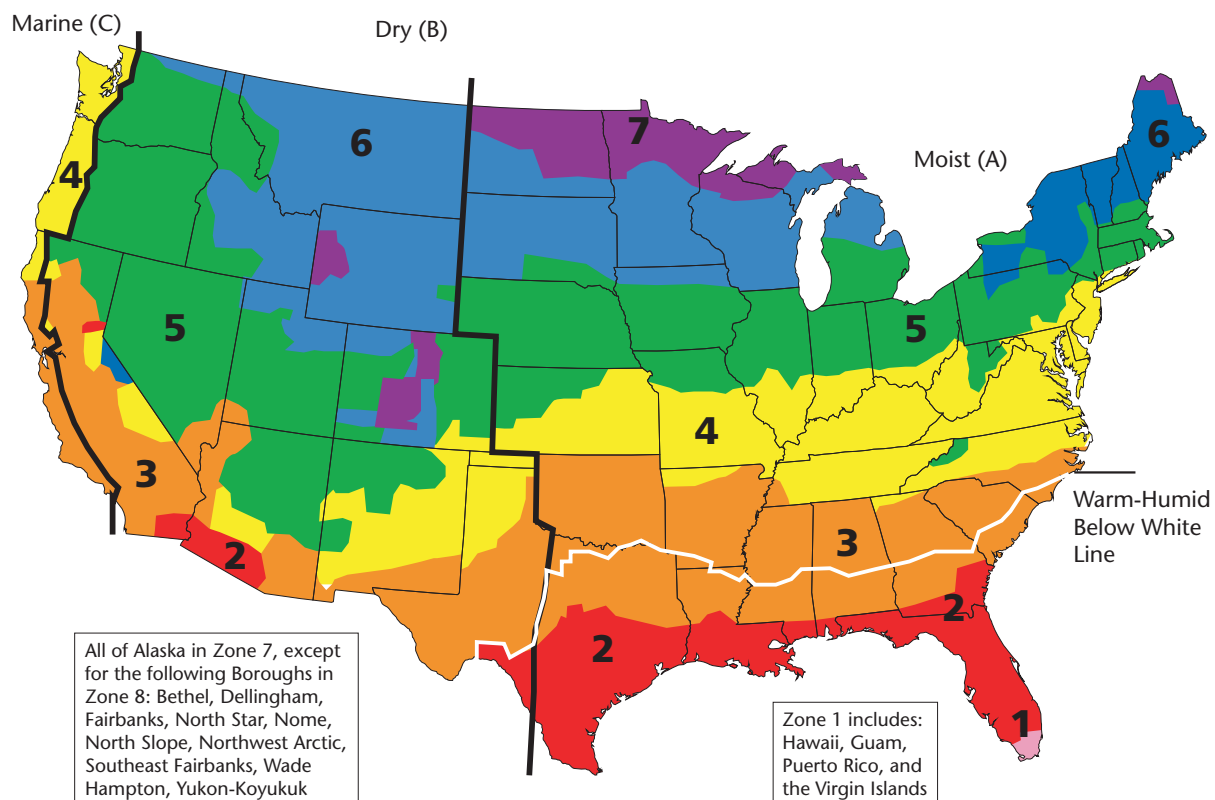 Marine (C)
Dry (B)
Moist (A)
6
7
6
4
5
5
4
3
3
2
2
2
1
Warm-Humid
Below White
Line
All of Alaska in Zone 7, except
for the following Boroughs in
Zone 8: Bethel, Dellingham,
Fairbanks, North Star, Nome,
North Slope, Northwest Arctic,
Southeast Fairbanks, Wade
Hampton, Yukon-Koyukuk
Zone 1 includes:
Hawaii, Guam,
Puerto Rico, and
the Virgin Islands